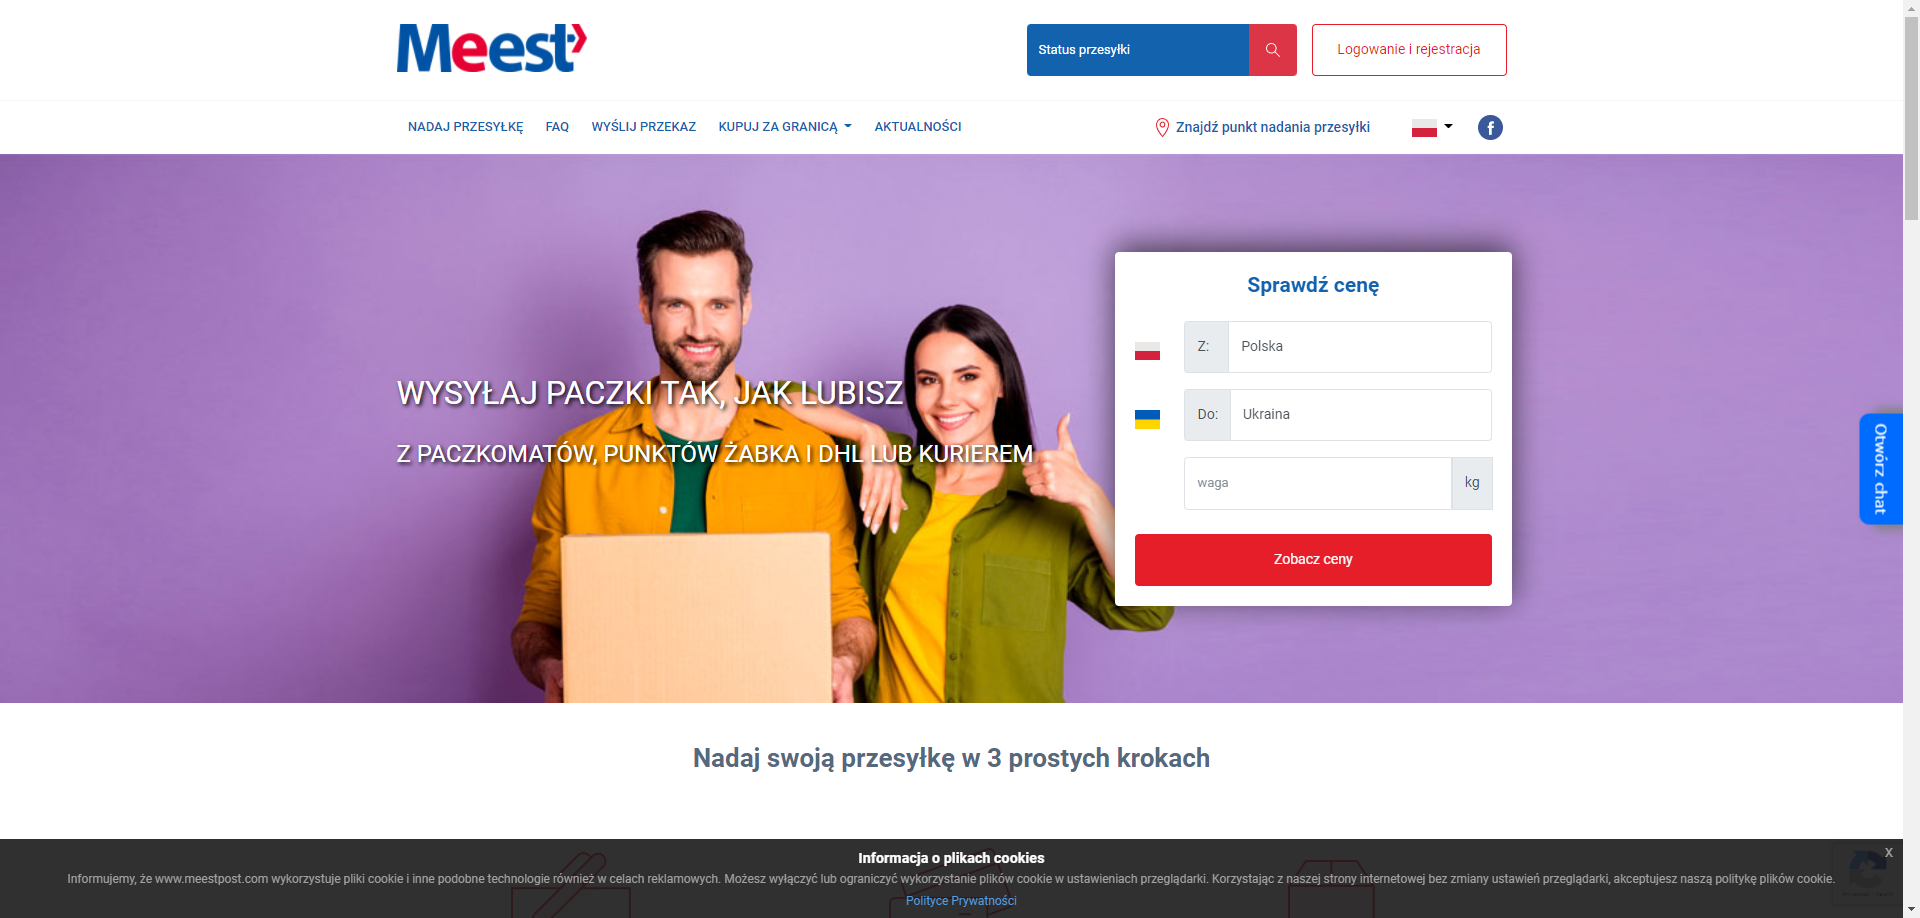 Meest
Status przesyłki
Logowanie i rejestracja
NADAJ PRZESYŁKĘ
FAQ
WYŚLIJ PRZEKAZ
KUPUJ ZA GRANICĄ
AKTUALNOŚCI
Znajdź punkt nadania przesyłki
WYSYŁAJ PACZKI TAK, JAK LUBISZ
Z PACZKOMATÓW, PUNKTÓW ŻABKA I DHL LUB KURIEREM
Sprawdź cenę
Z: Polska
Do: Ukraina
waga kg
Zobacz ceny
Otwórz chat
Nadaj swoją przesyłkę w 3 prostych krokach
Informacja o plikach cookies
x
Informujemy, że www.meestpost.com wykorzystuje pliki cookie i inne podobne technologie również w celach reklamowych. Możesz wyłączyć lub ograniczyć wykorzystanie plików cookie w ustawieniach przeglądarki. Korzystając z naszej strony internetowej bez zmiany ustawień przeglądarki, akceptujesz naszą politykę plików cookie.
Polityce Prywatności